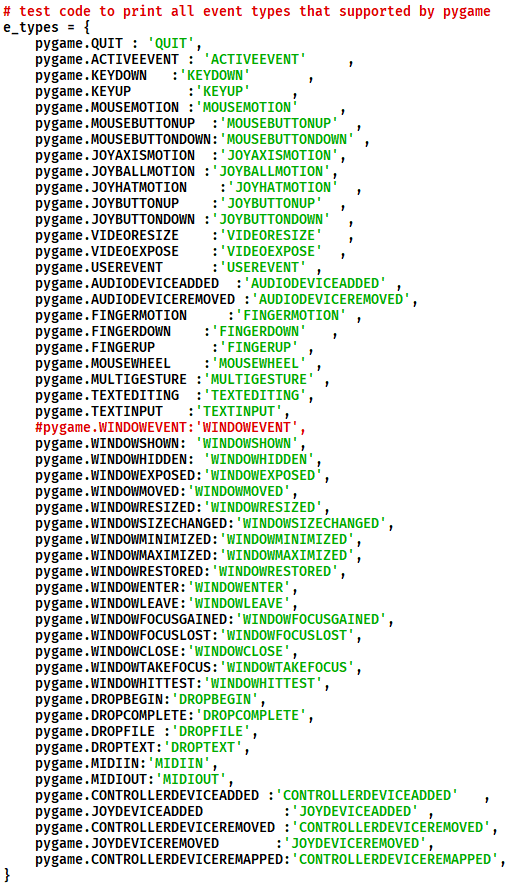 # test code to print all event types that supported by pygame
e_types = {
    pygame.QUIT : 'QUIT',
    pygame.ACTIVEEVENT : 'ACTIVEEVENT'     ,
    pygame.KEYDOWN   :'KEYDOWN'       ,
    pygame.KEYUP       :'KEYUP'     ,
    pygame.MOUSEMOTION :'MOUSEMOTION'     ,
    pygame.MOUSEBUTTONUP  :'MOUSEBUTTONUP'  ,
    pygame.MOUSEBUTTONDOWN:'MOUSEBUTTONDOWN' ,
    pygame.JOYAXISMOTION  :'JOYAXISMOTION',
    pygame.JOYBALLMOTION :'JOYBALLMOTION',
    pygame.JOYHATMOTION    :'JOYHATMOTION'  ,
    pygame.JOYBUTTONUP    :'JOYBUTTONUP'  ,
    pygame.JOYBUTTONDOWN :'JOYBUTTONDOWN'  ,
    pygame.VIDEORESIZE    :'VIDEORESIZE'   ,
    pygame.VIDEOEXPOSE    :'VIDEOEXPOSE'  ,
    pygame.USEREVENT      :'USEREVENT' ,
    pygame.AUDIODEVICEADDED  :'AUDIODEVICEADDED' ,
    pygame.AUDIODEVICEREMOVED :'AUDIODEVICEREMOVED',
    pygame.FINGERMOTION     :'FINGERMOTION' ,
    pygame.FINGERDOWN    :'FINGERDOWN'   ,
    pygame.FINGERUP       :'FINGERUP' ,
    pygame.MOUSEWHEEL    :'MOUSEWHEEL' ,
    pygame.MULTIGESTURE :'MULTIGESTURE' ,
    pygame.TEXTEDITING  :'TEXTEDITING',
    pygame.TEXTINPUT   :'TEXTINPUT',
    #pygame.WINDOWEVENT:'WINDOWEVENT',
    pygame.WINDOWSHOWN: 'WINDOWSHOWN',
    pygame.WINDOWHIDDEN: 'WINDOWHIDDEN',
    pygame.WINDOWEXPOSED:'WINDOWEXPOSED',
    pygame.WINDOWMOVED:'WINDOWMOVED',
    pygame.WINDOWRESIZED:'WINDOWRESIZED',
    pygame.WINDOWSIZECHANGED:'WINDOWSIZECHANGED',
    pygame.WINDOWMINIMIZED:'WINDOWMINIMIZED',
    pygame.WINDOWMAXIMIZED:'WINDOWMAXIMIZED',
    pygame.WINDOWRESTORED:'WINDOWRESTORED',
    pygame.WINDOWENTER:'WINDOWENTER',
    pygame.WINDOWLEAVE:'WINDOWLEAVE',
    pygame.WINDOWFOCUSGAINED:'WINDOWFOCUSGAINED',
    pygame.WINDOWFOCUSLOST:'WINDOWFOCUSLOST',
    pygame.WINDOWCLOSE:'WINDOWCLOSE',
    pygame.WINDOWTAKEFOCUS:'WINDOWTAKEFOCUS',
    pygame.WINDOWHITTEST:'WINDOWHITTEST',
    pygame.DROPBEGIN:'DROPBEGIN',
    pygame.DROPCOMPLETE:'DROPCOMPLETE',
    pygame.DROPFILE :'DROPFILE',
    pygame.DROPTEXT:'DROPTEXT',
    pygame.MIDIIN:'MIDIIN',
    pygame.MIDIOUT:'MIDIOUT',
    pygame.CONTROLLERDEVICEADDED :'CONTROLLERDEVICEADDED'   ,
    pygame.JOYDEVICEADDED          :'JOYDEVICEADDED' ,
    pygame.CONTROLLERDEVICEREMOVED :'CONTROLLERDEVICEREMOVED',
    pygame.JOYDEVICEREMOVED       :'JOYDEVICEREMOVED',
    pygame.CONTROLLERDEVICEREMAPPED:'CONTROLLERDEVICEREMAPPED',
}